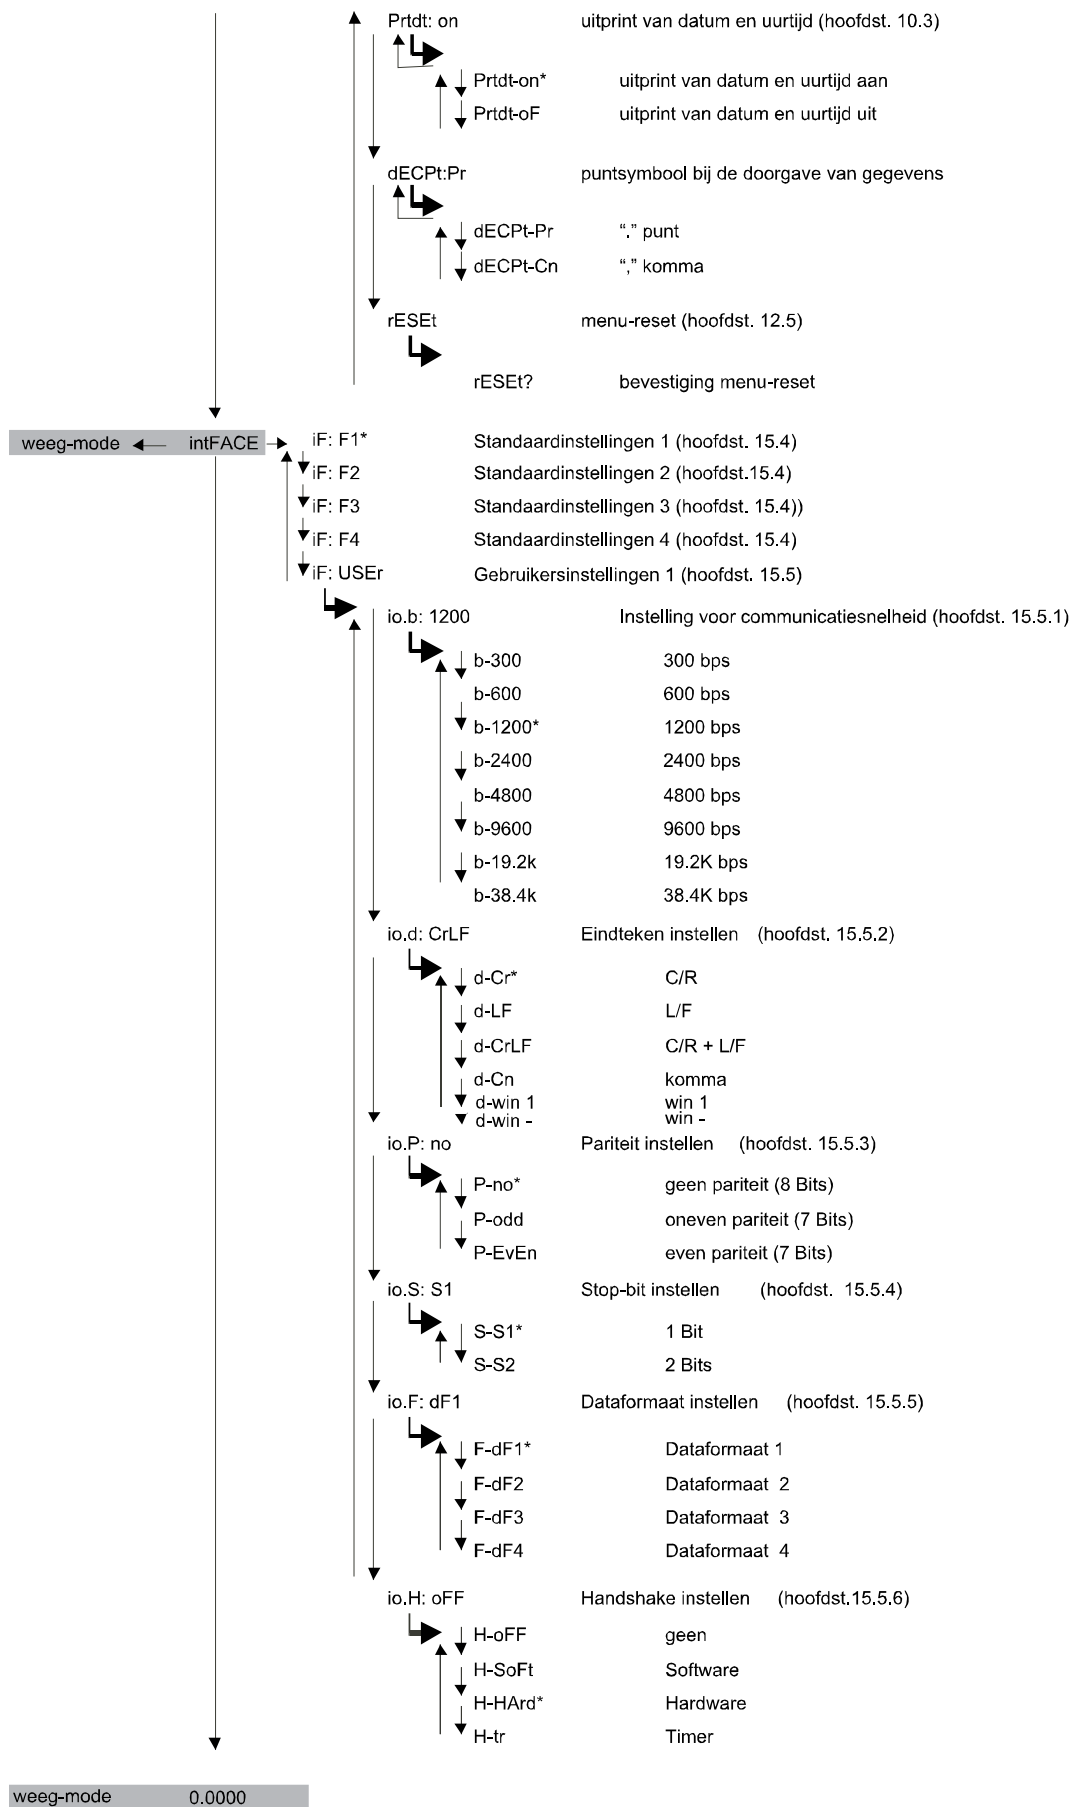 Prtdt: on uitprint van datum en uurtijd (hoofdst. 10.3)
Prtdt-on* uitprint van datum en uurtijd aan
Prtdt-oF uitprint van datum en uurtijd uit
dECPt:Pr puntsymbool bij de doorgave van gegevens
dECPt-Pr “.” punt
dECPt-Cn “,” komma
rESEt menu-reset (hoofdst. 12.5)
rESEt? bevestiging menu-reset
weeg-mode intFACE iF: F1* Standaardinstellingen 1 (hoofdst. 15.4)
iF: F2 Standaardinstellingen 2 (hoofdst.15.4)
iF: F3 Standaardinstellingen 3 (hoofdst. 15.4))
iF: F4 Standaardinstellingen 4 (hoofdst. 15.4)
iF: USEr Gebruikersinstellingen 1 (hoofdst. 15.5)
io.b: 1200 Instelling voor communicatiesnelheid (hoofdst. 15.5.1)
b-300 300 bps
b-600 600 bps
b-1200* 1200 bps
b-2400 2400 bps
b-4800 4800 bps
b-9600 9600 bps
b-19.2k 19.2K bps
b-38.4k 38.4K bps
io.d: CrLF Eindteken instellen (hoofdst. 15.5.2)
d-Cr* C/R
d-LF L/F
d-CrLF C/R + L/F
d-Cn komma
d-win 1 win 1
d-win - win -
io.P: no Pariteit instellen (hoofdst. 15.5.3)
P-no* geen pariteit (8 Bits)
P-odd oneven pariteit (7 Bits)
P-EvEn even pariteit (7 Bits)
io.S: S1 Stop-bit instellen (hoofdst. 15.5.4)
S-S1* 1 Bit
S-S2 2 Bits
io.F: dF1 Dataformaat instellen (hoofdst. 15.5.5)
F-dF1* Dataformaat 1
F-dF2 Dataformaat 2
F-dF3 Dataformaat 3
F-dF4 Dataformaat 4
io.H: oFF Handshake instellen (hoofdst.15.5.6)
H-oFF geen
H-SoFt Software
H-HArd* Hardware
H-tr Timer
weeg-mode 0.0000